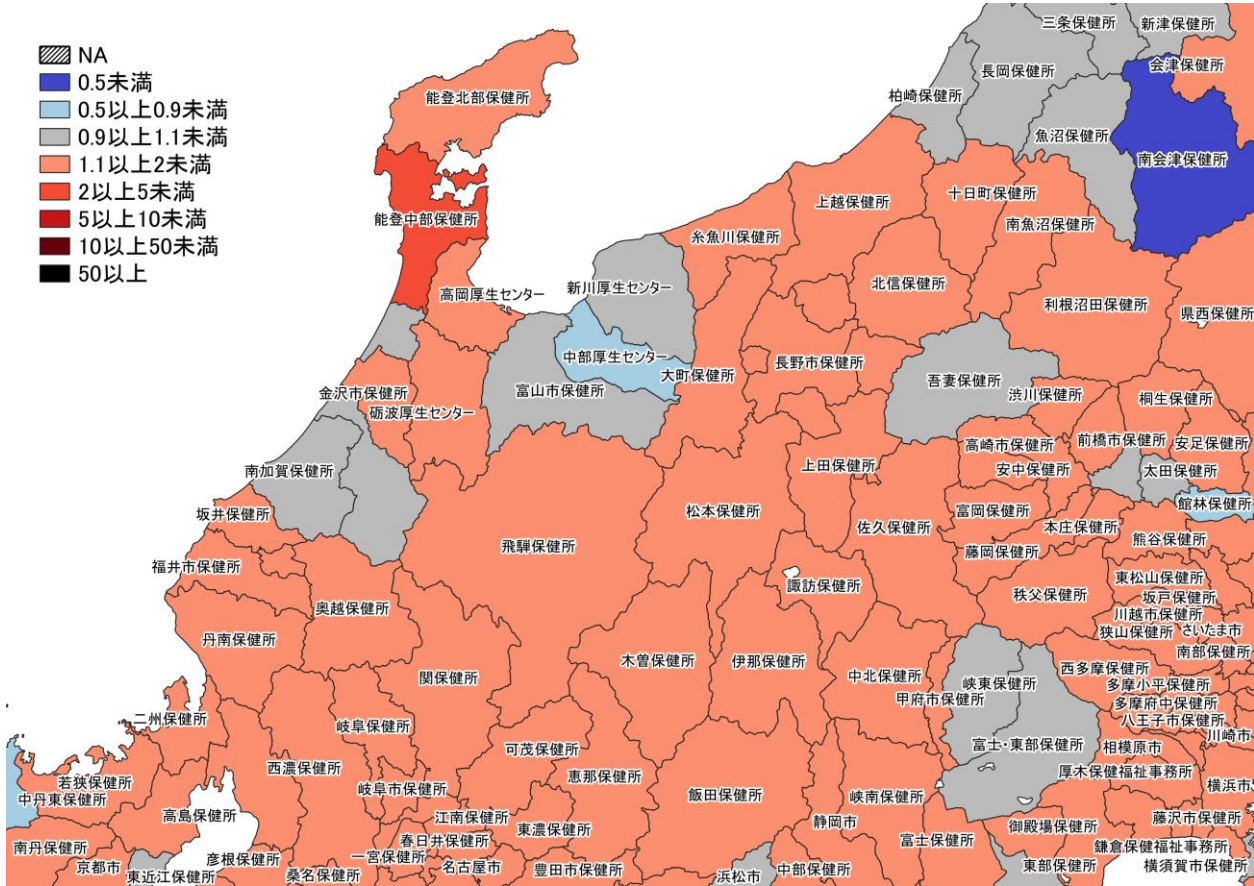 NA
0.5未満
0.5以上0.9未満
0.9以上1.1未満
1.1以上2未満
2以上5未満
5以上10未満
10以上50未満
50以上
三条保健所
新津保健所
長岡保健所
会津保健所
柏崎保健所
能登北部保健所
魚沼保健所
南会津保健所
十日町保健所
上越保健所
能登中部保健所
南魚沼保健所
糸魚川保健所
北信保健所
新川厚生センター
高岡厚生センター
利根沼田保健所
県西保健所
中部厚生センター
長野市保健所
大町保健所
吾妻保健所
富山市保健所
金沢市保健所
渋川保健所
桐生保健所
砺波厚生センター
高崎市保健所
前橋市保健所
安足保健所
南加賀保健所
上田保健所
安中保健所
太田保健所
館林保健所
坂井保健所
松本保健所
富岡保健所
佐久保健所
本庄保健所
熊谷保健所
飛騨保健所
藤岡保健所
福井市保健所
東松山保健所
諏訪保健所
秩父保健所
坂戸保健所
奥越保健所
川越市保健所
狭山保健所
さいたま市
丹南保健所
南部保健所
木曽保健所
伊那保健所
西多摩保健所
関保健所
中北保健所
峡東保健所
多摩小平保健所
甲府市保健所
多摩府中保健所
二州保健所
岐阜保健所
八王子市保健所
川崎市
可茂保健所
富士・東部保健所
相模原市
西濃保健所
恵那保健所
厚木保健福祉事務所
若狭保健所
横浜市
岐阜市保健所
飯田保健所
峡南保健所
中丹東保健所
高島保健所
江南保健所
静岡市
藤沢市保健所
東濃保健所
御殿場保健所
春日井保健所
富士保健所
南丹保健所
鎌倉保健福祉事務所
一宮保健所
京都市
彦根保健所
名古屋市
豊田市保健所
中部保健所
東部保健所
横須賀市保健所
東近江保健所
桑名保健所
浜松市